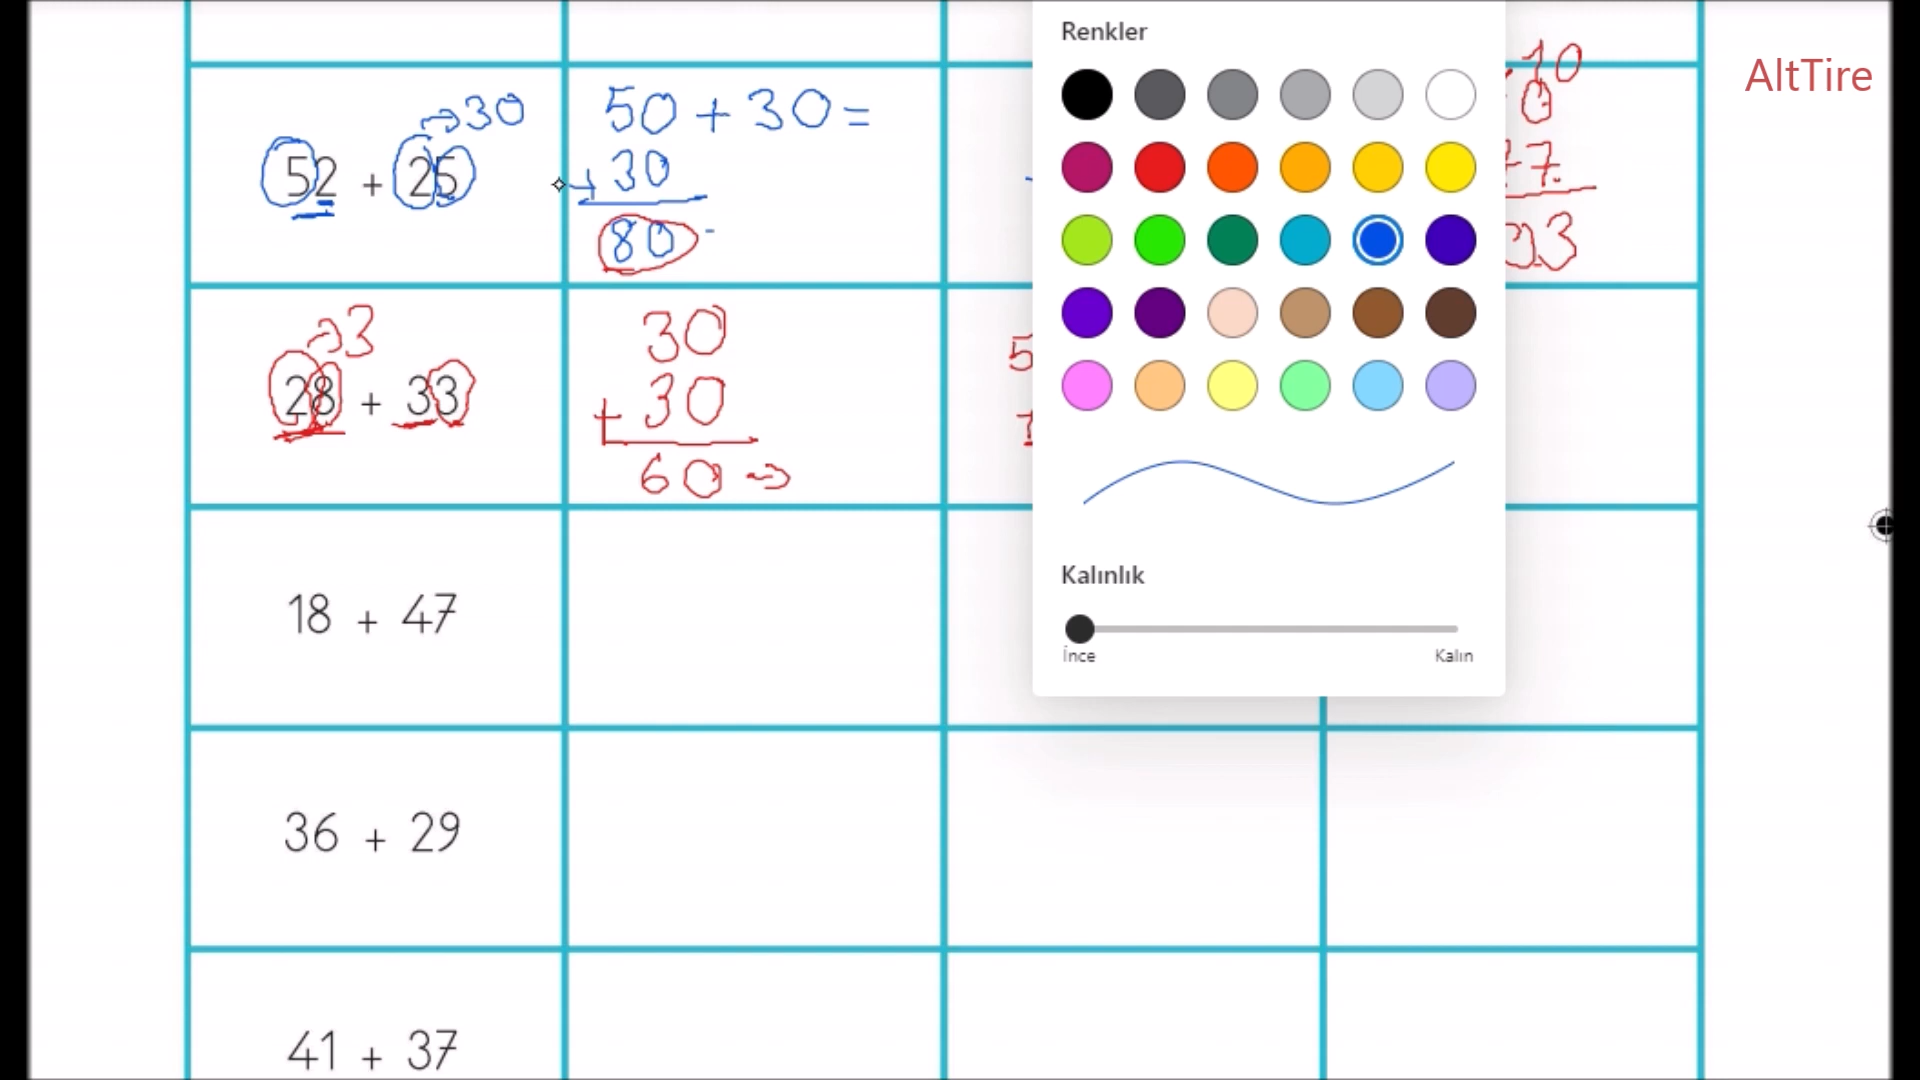 Renkler
AltTire
10
30
50 + 30 =
52 + 25
+ 30
80
3
30
28 + 33
+ 30
60
18 + 47
Kalınlık
İnce
Kalın
36 + 29
41 + 37